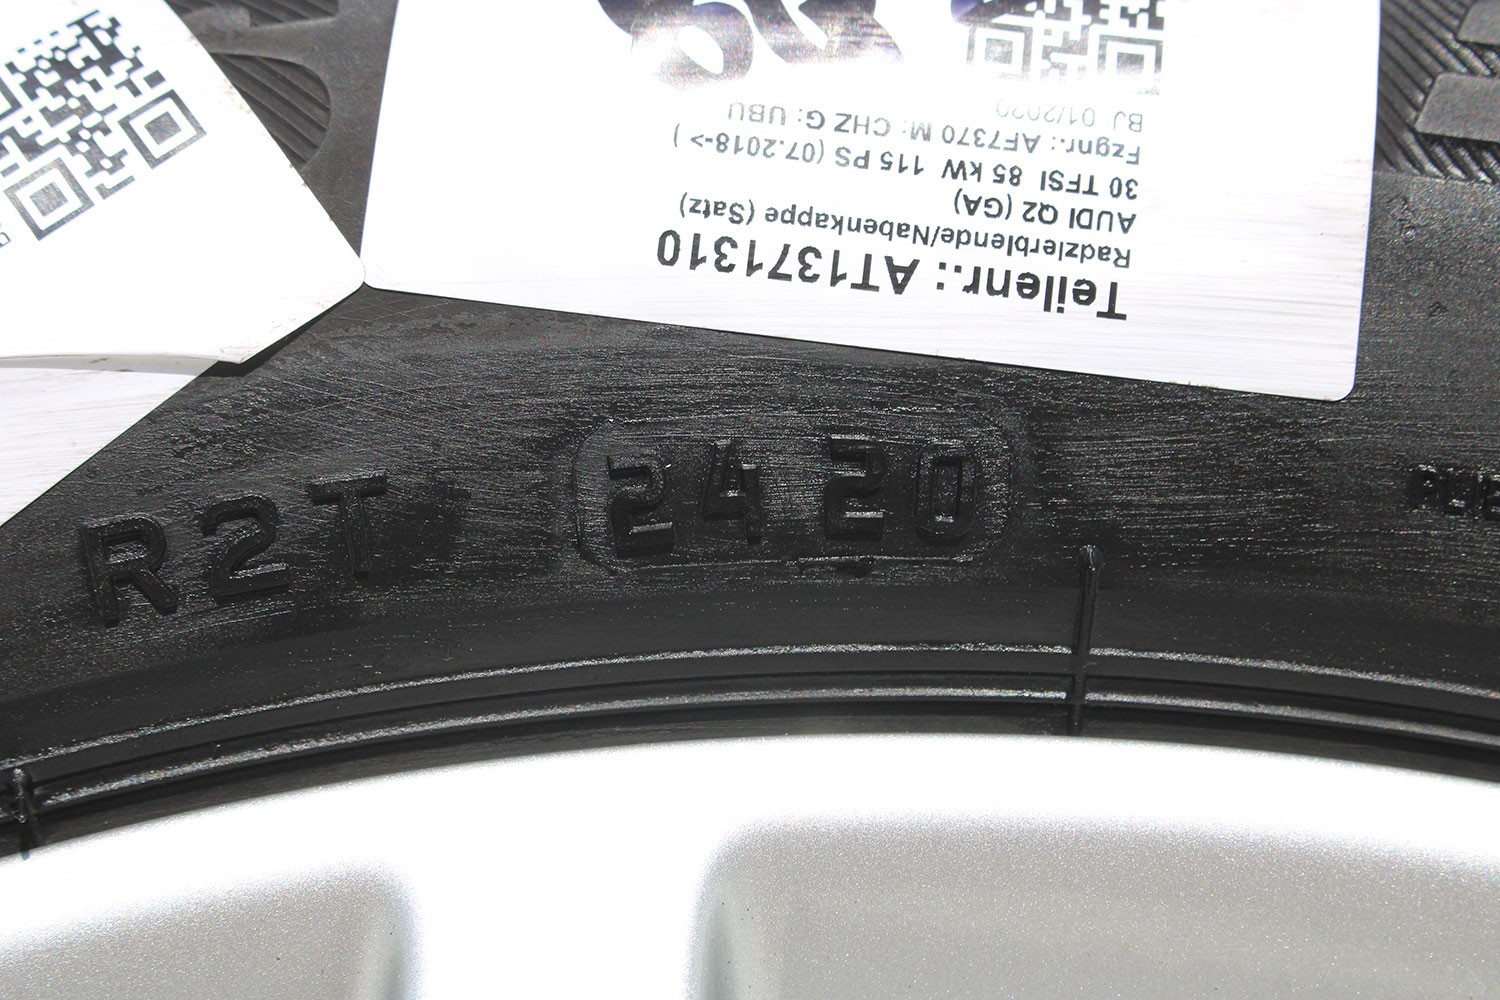 BJ 01/2020
Fzgnr.: AF7370 M: CHZ G: UBU
30 TFSI 85 kW 115 PS (07.2018-> )
AUDI Q2 (GA)
Radzierblende/Nabenkappe (Satz)
Teilenr.: AT1371310
R2T 2420